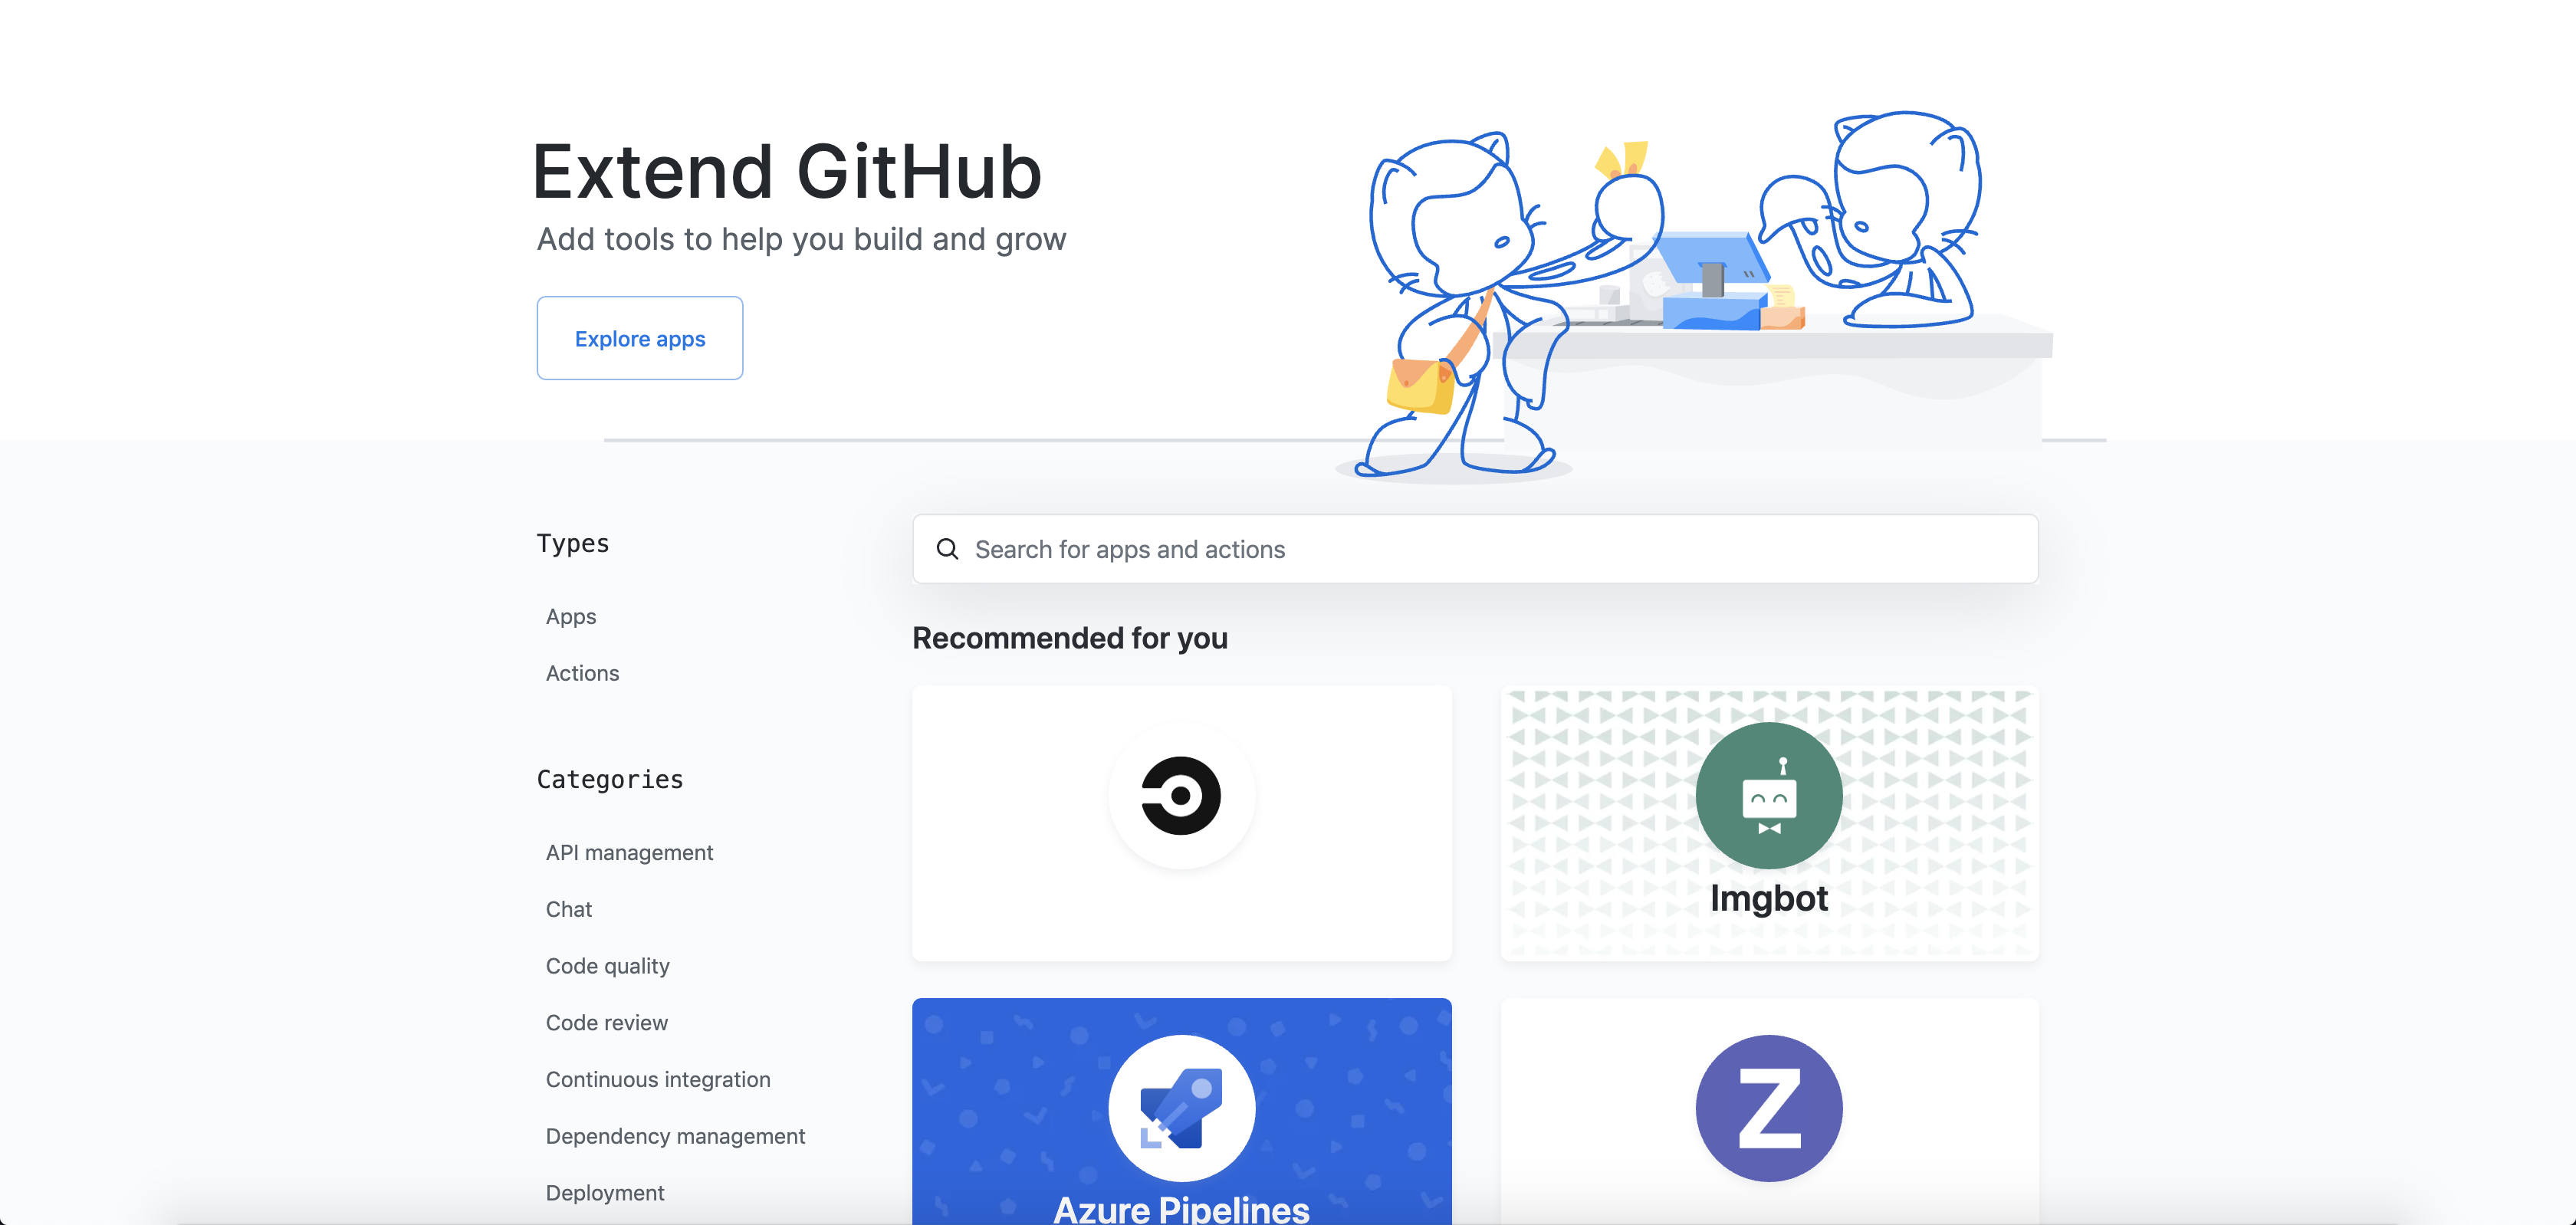 Extend GitHub
Add tools to help you build and grow
Explore apps
Types
Apps
Actions
Categories
API management
Chat
Code quality
Code review
Continuous integration
Dependency management
Deployment
Search for apps and actions
Recommended for you
Imgbot
Azure Pipelines
Z